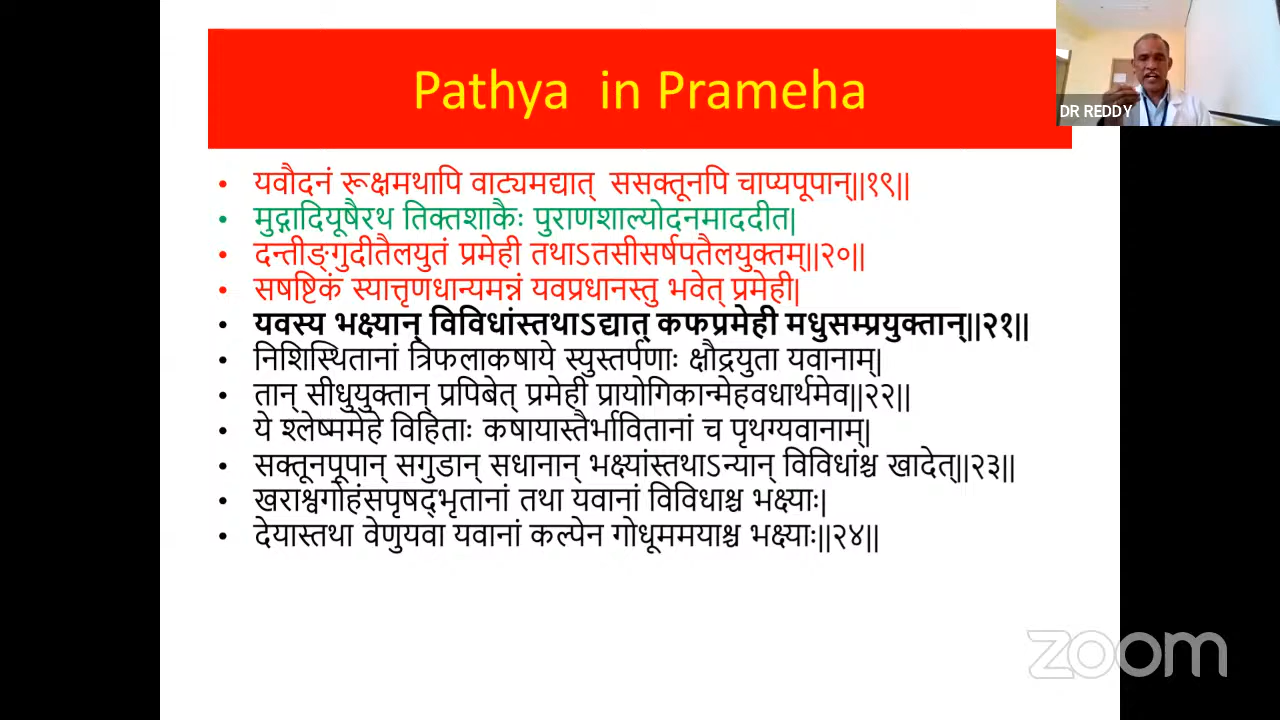 Pathya in Prameha
DR REDDY
• यवौदनं रूक्षमथापि वाट्यमद्यात् ससक्तूनपि चाप्यपूपान्||१९||
• मुद्गादियूषैरथ तिक्तशाकैः पुराणशाल्योदनमाददीत|
• दन्तीङ्गुदीतैलयुतं प्रमेही तथाऽतसीसर्षपतैलयुक्तम्||२०||
• सषष्टिकं स्यात्तृणधान्यमन्नं यवप्रधानस्तु भवेत् प्रमेही|
• यवस्य भक्ष्यान् विविधांस्तथाऽद्यात् कफप्रमेही मधुसम्प्रयुक्तान्||२१||
• निशिस्थितानां त्रिफलाकषाये स्युस्तर्पणाः क्षौद्रयुता यवानाम्|
• तान् सीधुयुक्तान् प्रपिबेत् प्रमेही प्रायोगिकान्मेहवधार्थमेव||२२||
• ये श्लेष्ममेहे विहिताः कषायास्तैर्भावितानां च पृथग्यवानाम्|
• सक्तूनपूपान् सगुडान् सधानान् भक्ष्यांस्तथाऽन्यान् विविधांश्च खादेत्||२३||
• खराश्वगोहंसपृषद्भृतानां तथा यवानां विविधाश्च भक्ष्याः|
• देयास्तथा वेणुयवा यवानां कल्पेन गोधूममयाश्च भक्ष्याः||२४||
zoom